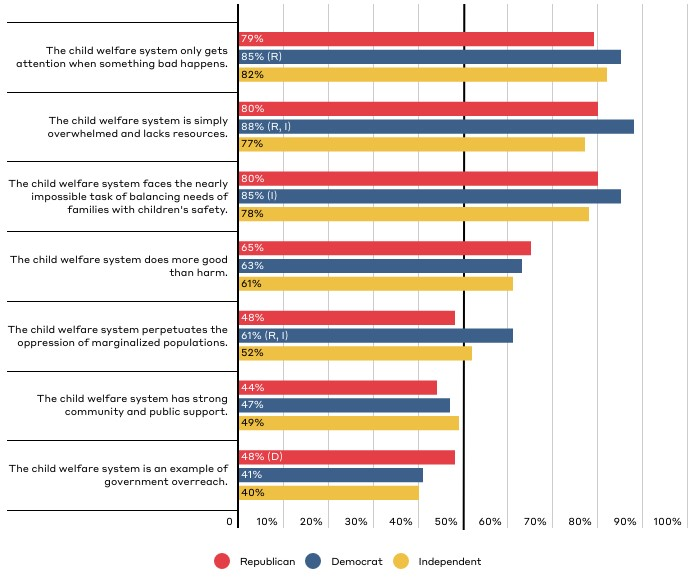 The child welfare system only gets
attention when something bad happens.
79%
85% (R)
82%
The child welfare system is simply
overwhelmed and lacks resources.
80%
88% (R, I)
77%
The child welfare system faces the nearly
impossible task of balancing needs of
families with children's safety.
80%
85% (I)
78%
The child welfare system does more good
than harm.
65%
63%
61%
The child welfare system perpetuates the
oppression of marginalized populations.
48%
61% (R, I)
52%
The child welfare system has strong
community and public support.
44%
47%
49%
The child welfare system is an example of
government overreach.
48% (D)
41%
40%
0 10% 20% 30% 40% 50% 60% 70% 80% 90% 100%
Republican Democrat Independent